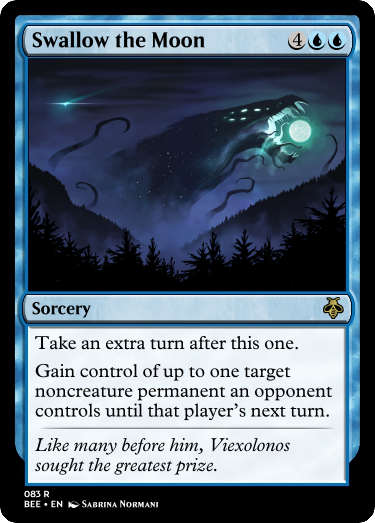 Swallow the Moon 4
Sorcery
Take an extra turn after this one.
Gain control of up to one target
noncreature permanent an opponent
controls until that player's next turn.
Like many before him, Viexolonos
sought the greatest prize.
083 R
BEE • EN Sabrina Normani